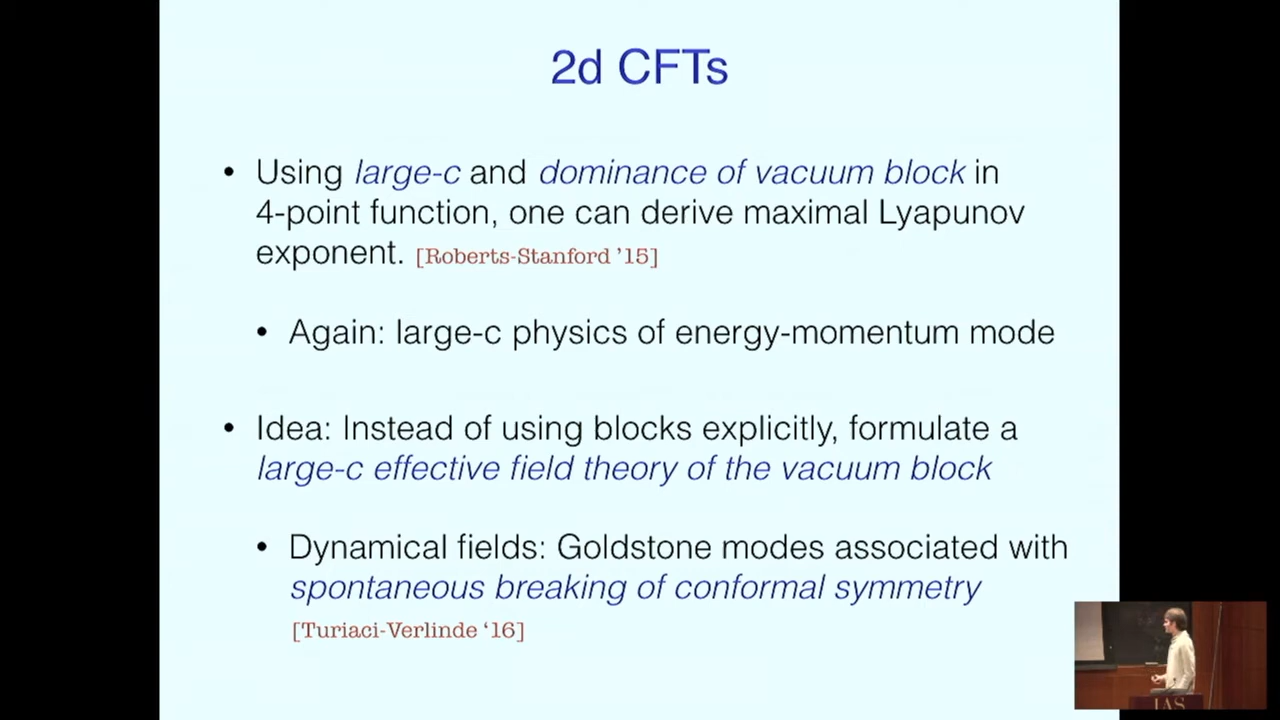 2d CFTs
• Using large-c and dominance of vacuum block in
4-point function, one can derive maximal Lyapunov
exponent. [Roberts-Stanford ’15]
• Again: large-c physics of energy-momentum mode
• Idea: Instead of using blocks explicitly, formulate a
large-c effective field theory of the vacuum block
• Dynamical fields: Goldstone modes associated with
spontaneous breaking of conformal symmetry
[Turiaci-Verlinde ‘16]
IAS